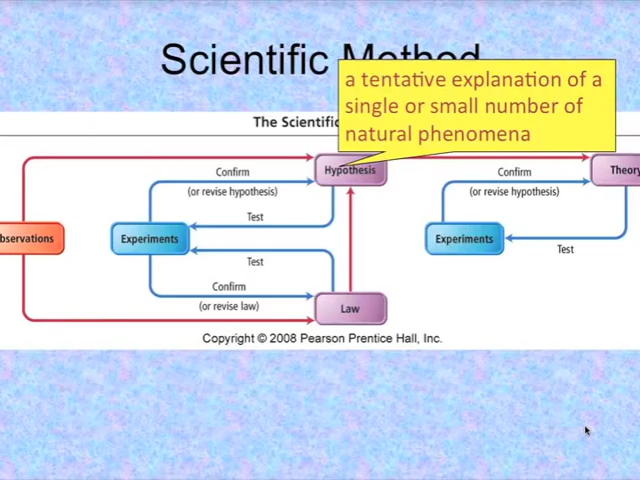 Scientific Method
a tentative explanation of a
single or small number of
natural phenomena
The Scientific
Confirm
(or revise hypothesis)
Hypothesis
Test
Confirm
(or revise hypothesis)
Theory
bservations
Experiments
Test
Experiments
Test
Confirm
(or revise law)
Law
Copyright © 2008 Pearson Prentice Hall, Inc.